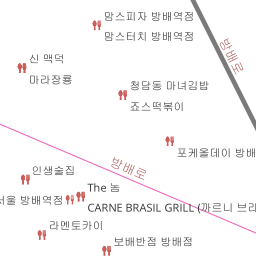 맘스피자 방배역점
맘스터치 방배역점
방배로
신 맥덕
마라장룡
청담동 마녀김밥
죠스떡볶이
포케올데이 방배
방배로
인생술집
The 놈
서울 방배역점
CARNE BRASIL GRILL (까르니 브라
라멘토카이
보배반점 방배점